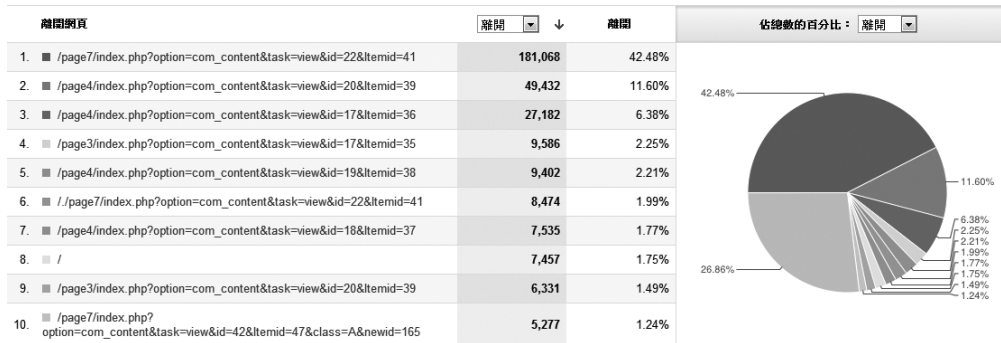 離開網頁 離開 離開 佔總數的百分比： 離開
1. /page7/index.php?option=com_content&task=view&id=22&Itemid=41 181,068 42.48%
2. /page4/index.php?option=com_content&task=view&id=20&Itemid=39 49,432 11.60%
3. /page4/index.php?option=com_content&task=view&id=17&Itemid=36 27,182 6.38%
4. /page3/index.php?option=com_content&task=view&id=17&Itemid=35 9,586 2.25%
5. /page4/index.php?option=com_content&task=view&id=19&Itemid=38 9,402 2.21%
6. /./page7/index.php?option=com_content&task=view&id=22&Itemid=41 8,474 1.99%
7. /page4/index.php?option=com_content&task=view&id=18&Itemid=37 7,535 1.77%
8. / 7,457 1.75%
9. /page3/index.php?option=com_content&task=view&id=20&Itemid=39 6,331 1.49%
10. /page7/index.php?
option=com_content&task=view&id=42&Itemid=47&class=A&newid=165 5,277 1.24%
42.48%
11.60%
6.38%
2.25%
2.21%
1.99%
1.77%
1.75%
1.49%
1.24%
26.86%